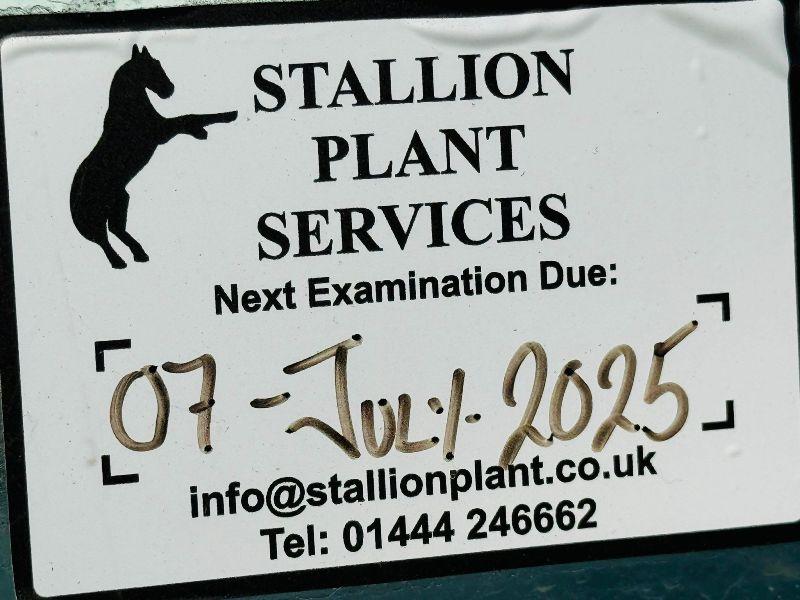 STALLION
PLANT
SERVICES
Next Examination Due:
07-July-2025
info@stallionplant.co.uk
Tel: 01444 246662